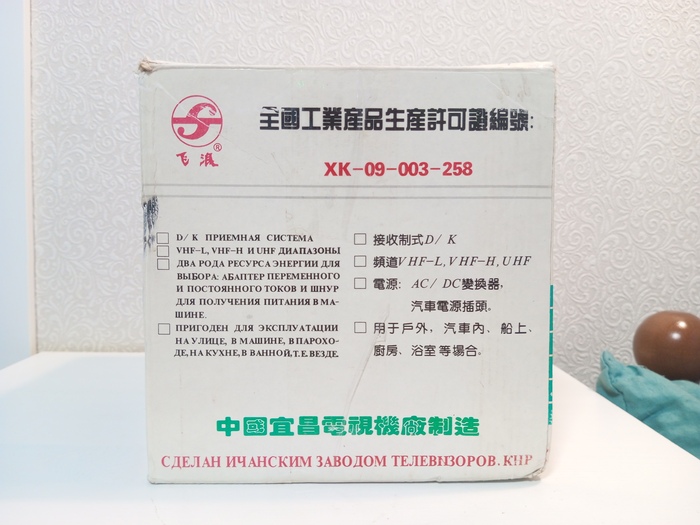 飞浪®
全國工業産品生産許可證編號:
XK-09-003-258
D/K ПРИЕМНАЯ СИСТЕМА
VHF-L, VHF-H И UHF ДИАПАЗОНЫ
ДВА РОДА РЕСУРСА ЭНЕРГИИ ДЛЯ
ВЫБОРА: АБАПТЕР ПЕРЕМЕННОГО
И ПОСТОЯННОГО ТОКОВ И ШНУР
ДЛЯ ПОЛУЧЕНИЯ ПИТАНИЯ В МА-
ШИНЕ.
ПРИГОДЕН ДЛЯ ЭКСПЛУАТАЦИИ
НА УЛИЦЕ, В МАШИНЕ, В ПАРОХО-
ДЕ, НА КУХНЕ, В ВАННОЙ, Т.Е. ВЕЗДЕ.
接收制式D/K
頻道VHF-L, VHF-H, UHF
電源: AC/DC變換器,
汽車電源插頭。
用于戶外，汽車內、船上、
廚房、浴室等場合。
中國宜昌電視機廠制造
СДЕЛАН ИЧАНСКИМ ЗАВОДОМ ТЕЛЕВНЗОРОВ. КНР